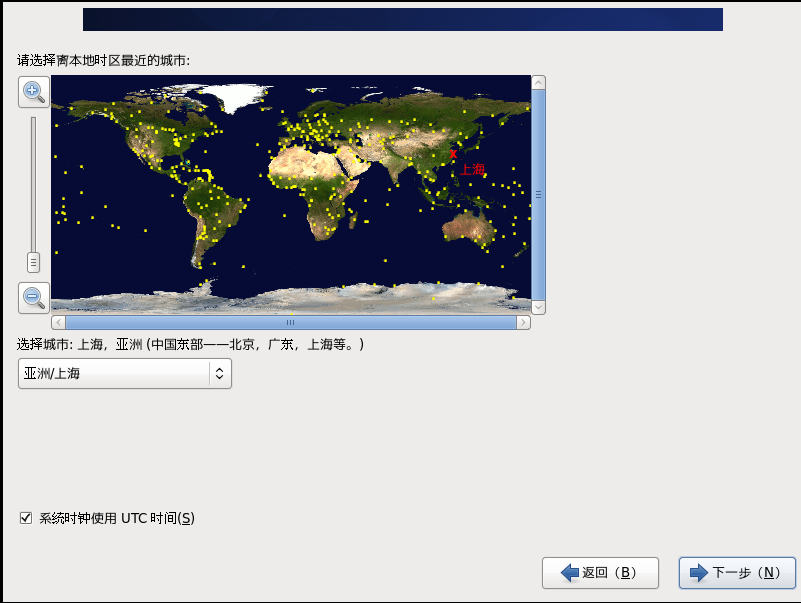 请选择离本地时区最近的城市:
上海
选择城市: 上海，亚洲 (中国东部——北京，广东，上海等。)
亚洲/上海
系统时钟使用 UTC 时间(S)
返回（B）
下一步（N）